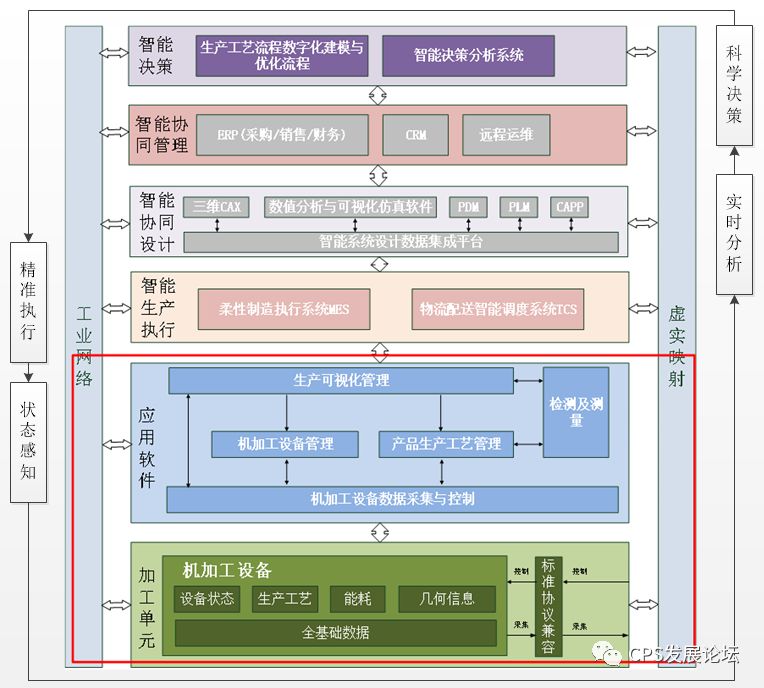 智能
决策
生产工艺流程数字化建模与
优化流程
智能决策分析系统
智能协
同管理
ERP(采购/销售/财务)
CRM
远程运维
智能
协同
设计
三维CAX
数值分析与可视化仿真软件
PDM
PLM
CAPP
智能系统设计数据集成平台
智能
生产
执行
柔性制造执行系统MES
物流配送智能调度系统TCS
应用
软件
生产可视化管理
检测及测
量
机加工设备管理
产品生产工艺管理
机加工设备数据采集与控制
加工
单元
机加工设备
设备状态
生产工艺
能耗
几何信息
全基础数据
控制
采集
标准协议兼容
控制
采集
工业网络
虚实映射
精准执行
状态感知
科学决策
实时分析
CPS发展论坛